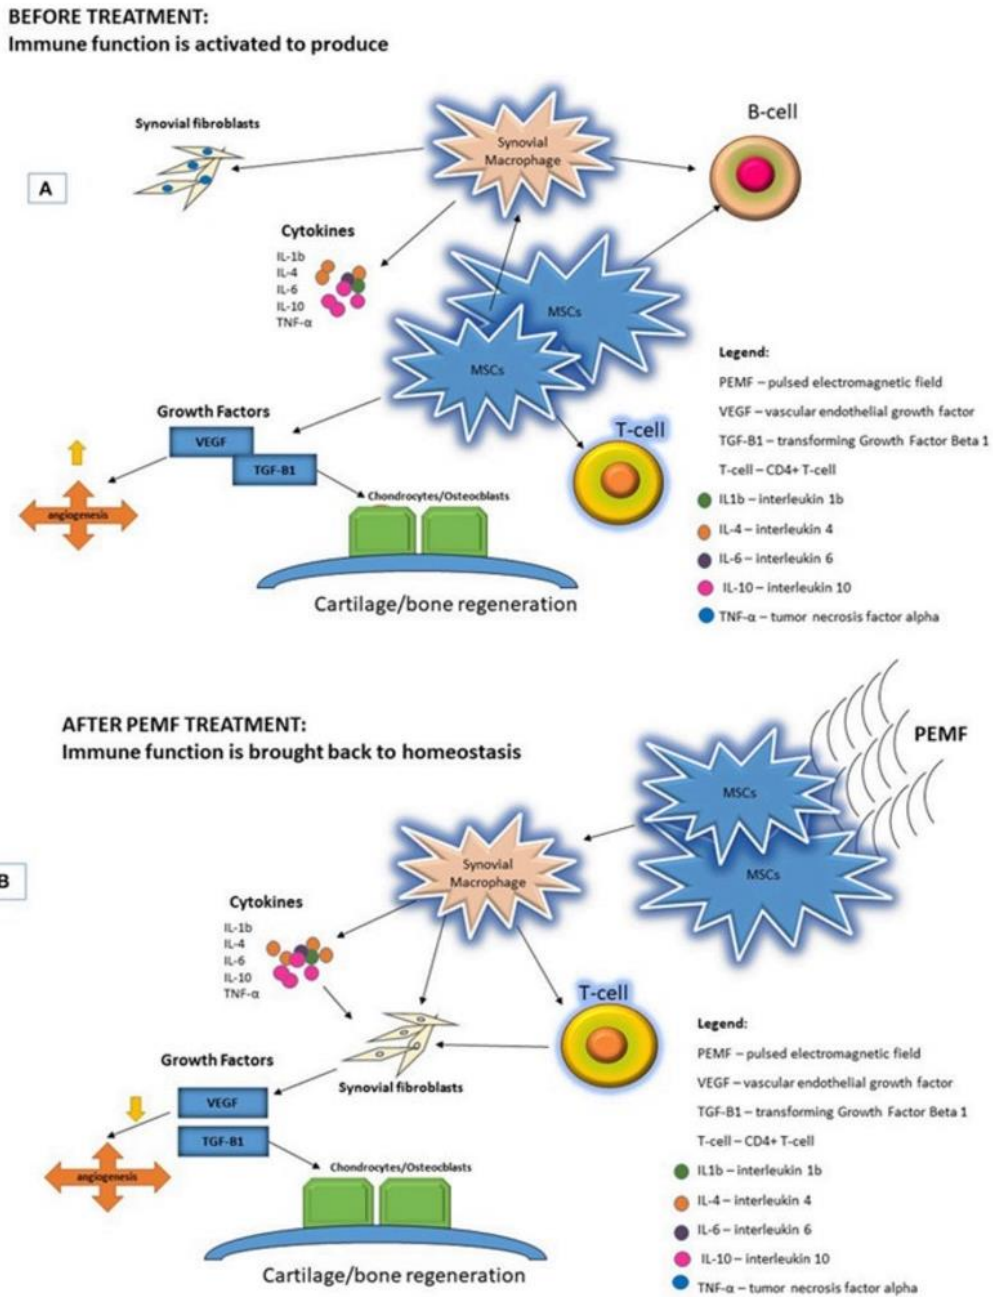 BEFORE TREATMENT:
Immune function is activated to produce
B-cell
Synovial fibroblasts
Synovial
Macrophage
A
Cytokines
IL-1b
IL-4
IL-6
IL-10
TNF-α
MSCs
MSCs
Legend:
PEMF – pulsed electromagnetic field
VEGF – vascular endothelial growth factor
TGF-B1 – transforming Growth Factor Beta 1
T-cell – CD4+ T-cell
IL1b – interleukin 1b
IL-4 – interleukin 4
IL-6 – interleukin 6
IL-10 – interleukin 10
TNF-α – tumor necrosis factor alpha
Growth Factors
VEGF
TGF-B1
T-cell
angiogenesis
Chondrocytes/Osteocblasts
Cartilage/bone regeneration
AFTER PEMF TREATMENT:
Immune function is brought back to homeostasis
PEMF
MSCs
MSCs
Synovial
Macrophage
B
Cytokines
IL-1b
IL-4
IL-6
IL-10
TNF-α
T-cell
Synovial fibroblasts
Growth Factors
VEGF
TGF-B1
angiogenesis
Chondrocytes/Osteocblasts
Cartilage/bone regeneration
Legend:
PEMF – pulsed electromagnetic field
VEGF – vascular endothelial growth factor
TGF-B1 – transforming Growth Factor Beta 1
T-cell – CD4+ T-cell
IL1b – interleukin 1b
IL-4 – interleukin 4
IL-6 – interleukin 6
IL-10 – interleukin 10
TNF-α – tumor necrosis factor alpha